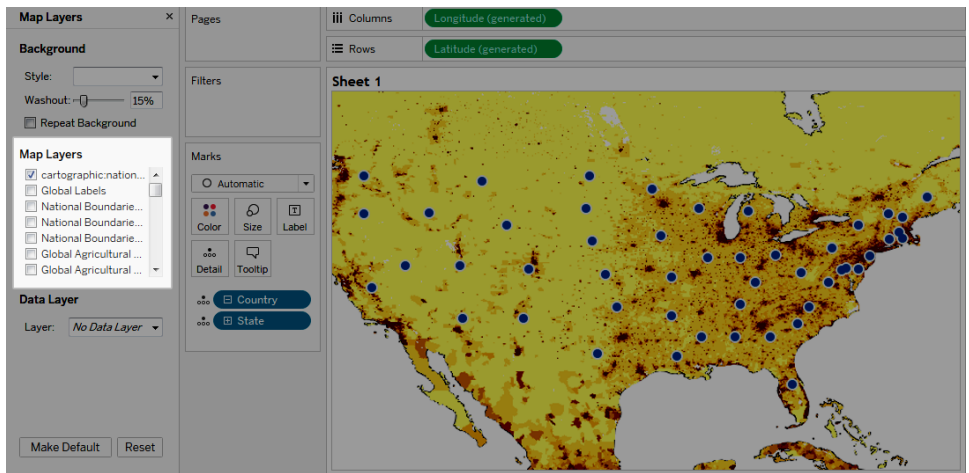 Map Layers ×
Background
Style:
Washout: 15%
Repeat Background
Map Layers
cartographic:nation...
Global Labels
National Boundarie...
National Boundarie...
National Boundarie...
Global Agricultural ...
Global Agricultural ...
Data Layer
Layer: No Data Layer
Make Default Reset
Pages
Filters
Marks
Automatic
Color Size Label
Detail Tooltip
Country
State
Columns Longitude (generated)
Rows Latitude (generated)
Sheet 1